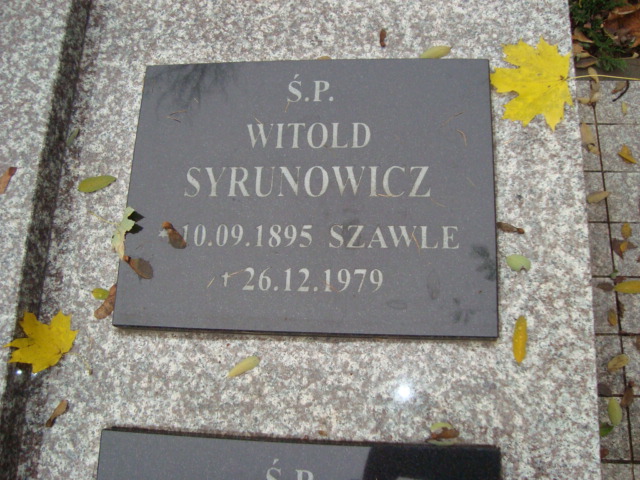 Ś.P.
WITOLD
SYRUNOWICZ
* 10.09.1895 SZAWLE
† 26.12.1979
Ś.P.